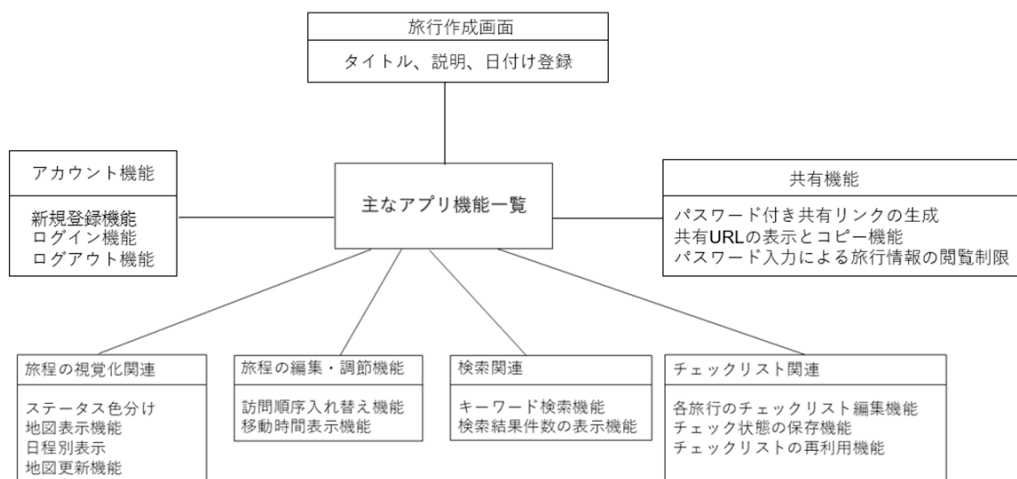 旅行作成画面
タイトル、説明、日付け登録
アカウント機能
新規登録機能
ログイン機能
ログアウト機能
主なアプリ機能一覧
共有機能
パスワード付き共有リンクの生成
共有URLの表示とコピー機能
パスワード入力による旅行情報の閲覧制限
旅程の視覚化関連
ステータス色分け
地図表示機能
日程別表示
地図更新機能
旅程の編集・調節機能
訪問順序入れ替え機能
移動時間表示機能
検索関連
キーワード検索機能
検索結果件数の表示機能
チェックリスト関連
各旅行のチェックリスト編集機能
チェック状態の保存機能
チェックリストの再利用機能